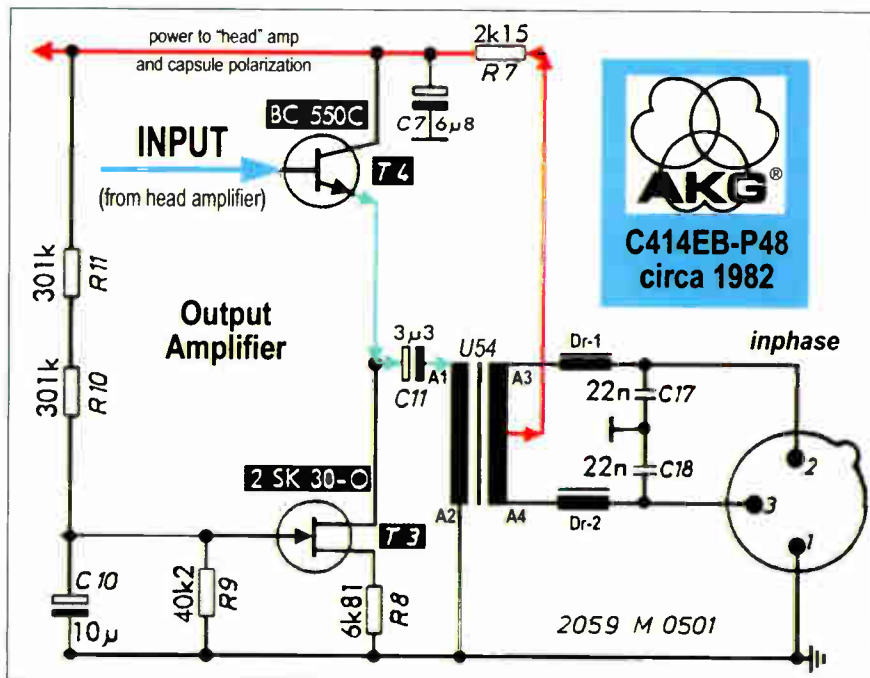 power to "head" amp
and capsule polarization
2k15
R7
BC 550C
C7 6µ8
INPUT
T4
(from head amplifier)
AKG®
C414EB-P48
circa 1982
301k
R11
Output
Amplifier
3µ3
U54
C11
A1
A3
Dr-1
inphase
301k
R10
22n
C17
22n
C18
2
3
1
2 SK 30-O
T3
A2
A4
Dr-2
C10
10µ
40k2
R9
6k81
R8
2059 M 0501